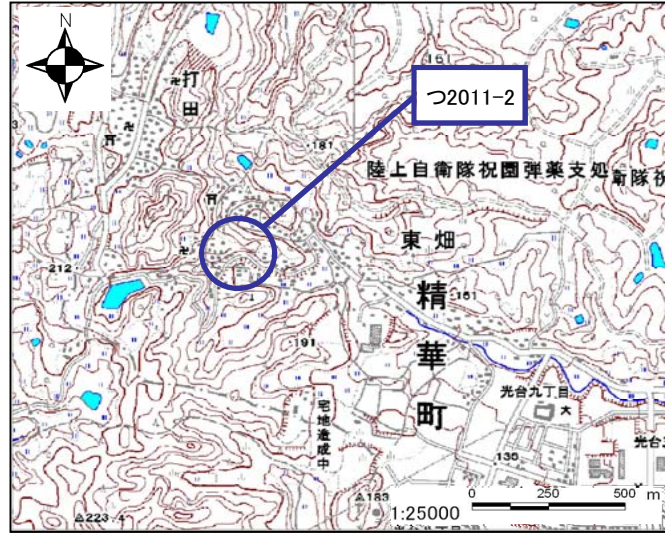 N
打田
161
つ2011-2
181
陸上自衛隊祝園弾薬支処
東畑
精華町
161
212
191
宅地造成中
光台九丁目
大
光台
135
△183
△223.4
1:25000
0 250 500 m